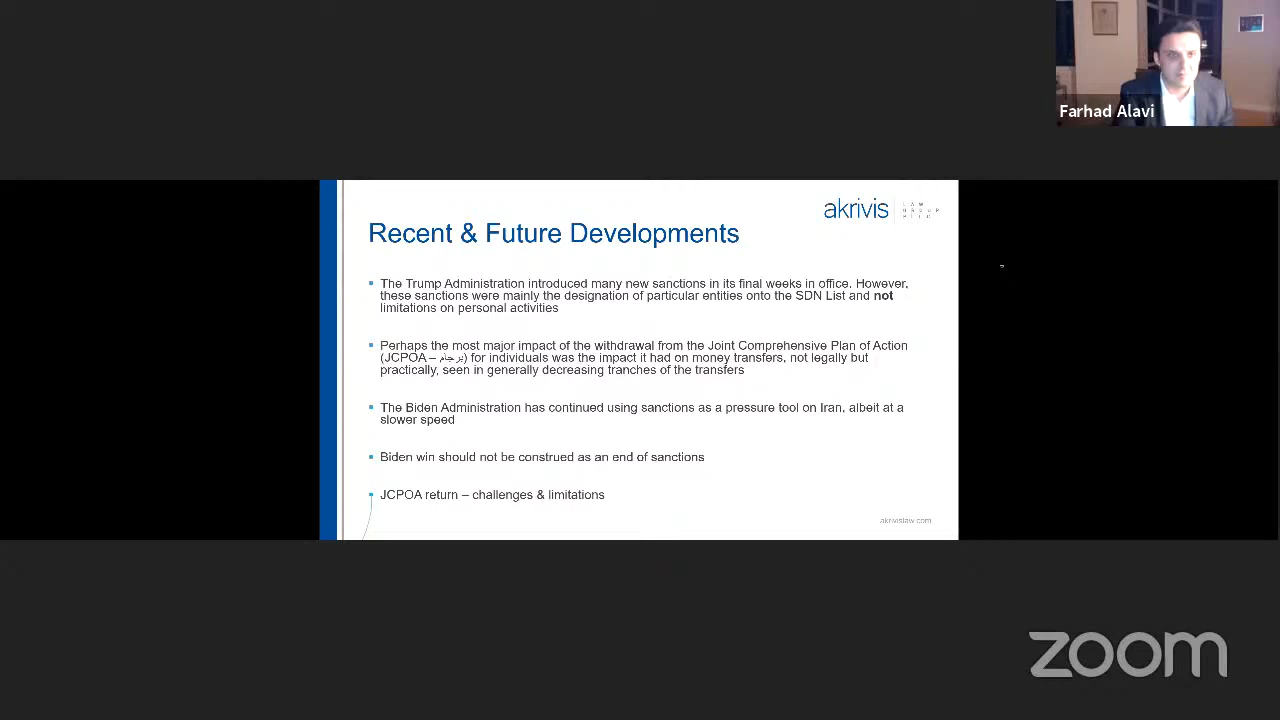 Farhad Alavi
akrivis
LAW
GROUP
PLLC
Recent & Future Developments
The Trump Administration introduced many new sanctions in its final weeks in office. However,
these sanctions were mainly the designation of particular entities onto the SDN List and not
limitations on personal activities
Perhaps the most major impact of the withdrawal from the Joint Comprehensive Plan of Action
(JCPOA – برجام) for individuals was the impact it had on money transfers, not legally but
practically, seen in generally decreasing tranches of the transfers
The Biden Administration has continued using sanctions as a pressure tool on Iran, albeit at a
slower speed
Biden win should not be construed as an end of sanctions
JCPOA return – challenges & limitations
akrivislaw.com
zoom